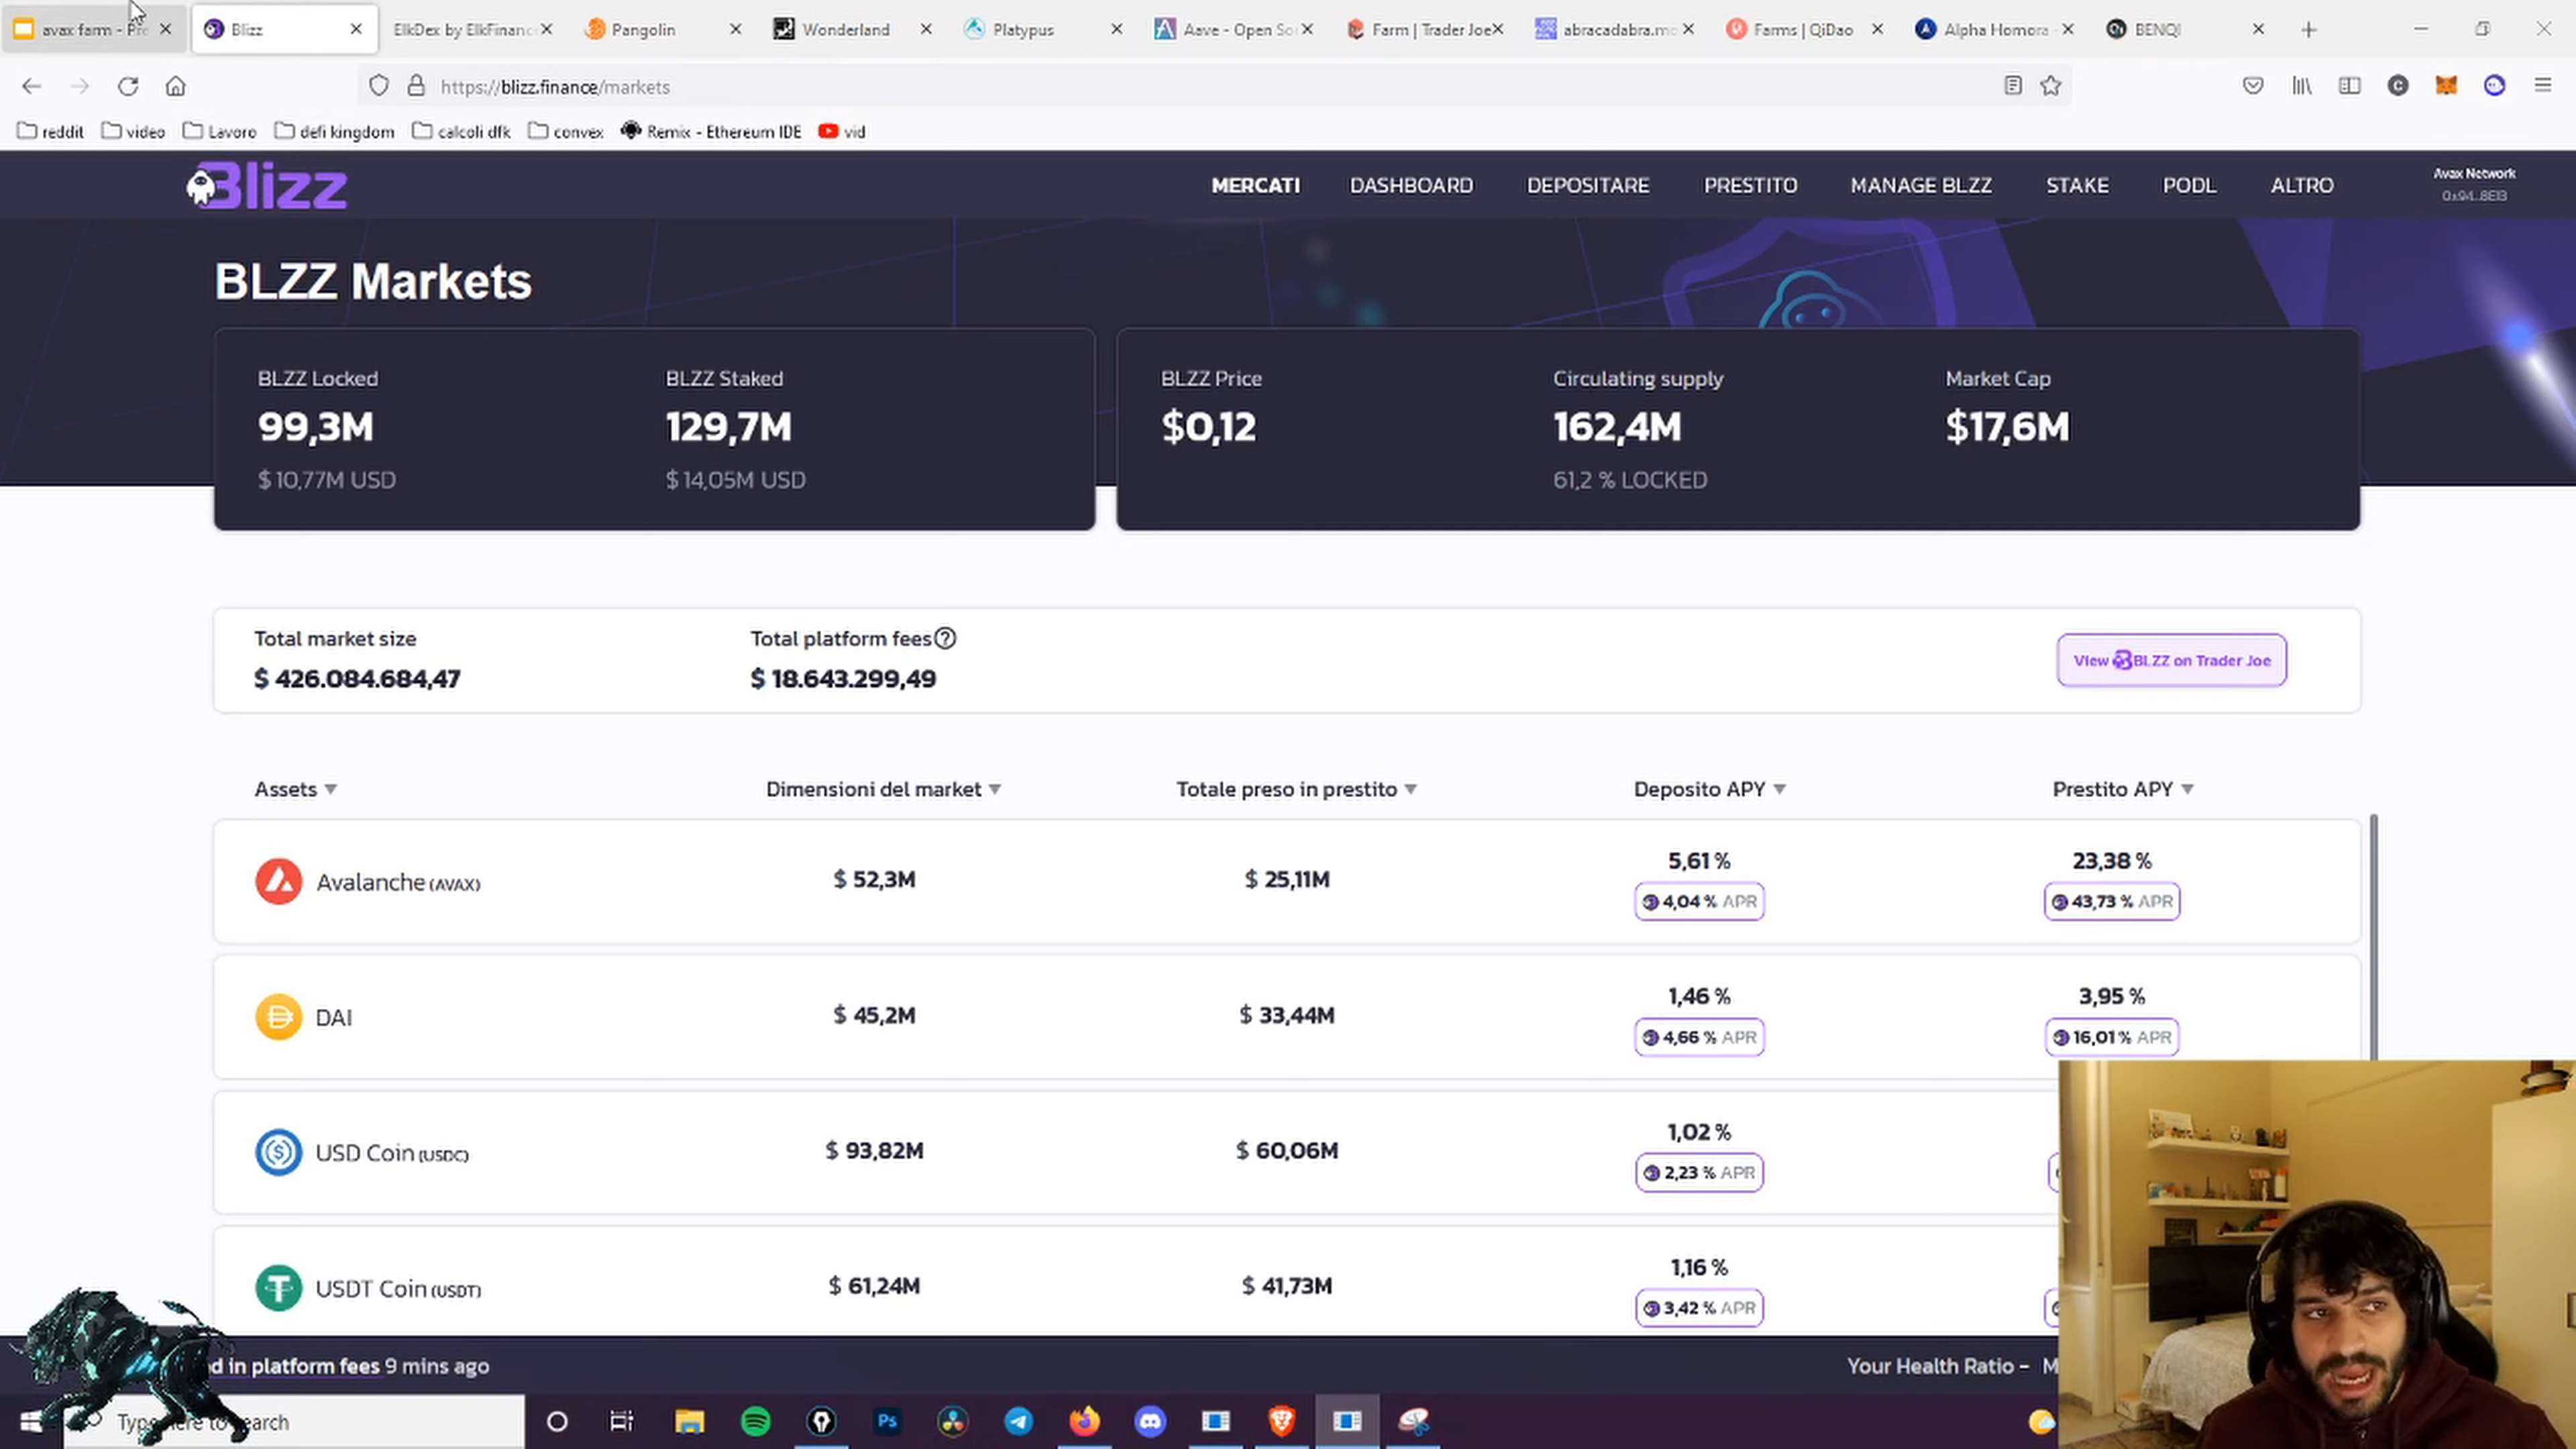 avax farm - Pre
Blizz
ElkDex by ElkFinanc
Pangolin
Wonderland
Platypus
Aave - Open So
Farm | Trader Joe
abracadabra.mo
Farms | QiDao
Alpha Homora
BENQI
https://blizz.finance/markets
reddit
video
Lavoro
defi kingdom
calcoli dfk
convex
Remix - Ethereum IDE
vid
Blizz
MERCATI
DASHBOARD
DEPOSITARE
PRESTITO
MANAGE BLZZ
STAKE
PODL
ALTRO
Avax Network
0x94..8E13
BLZZ Markets
BLZZ Locked
99,3M
$ 10,77M USD
BLZZ Staked
129,7M
$ 14,05M USD
BLZZ Price
$0,12
Circulating supply
162,4M
61,2 % LOCKED
Market Cap
$17,6M
Total market size
$ 426.084.684,47
Total platform fees
$ 18.643.299,49
View BLZZ on Trader Joe
Assets
Dimensioni del market
Totale preso in prestito
Deposito APY
Prestito APY
Avalanche (AVAX)
$ 52,3M
$ 25,11M
5,61 %
4,04 % APR
23,38 %
43,73 % APR
DAI
$ 45,2M
$ 33,44M
1,46 %
4,66 % APR
3,95 %
16,01 % APR
USD Coin (USDC)
$ 93,82M
$ 60,06M
1,02 %
2,23 % APR
USDT Coin (USDT)
$ 61,24M
$ 41,73M
1,16 %
3,42 % APR
d in platform fees 9 mins ago
Your Health Ratio - M
Type here to search
Ps